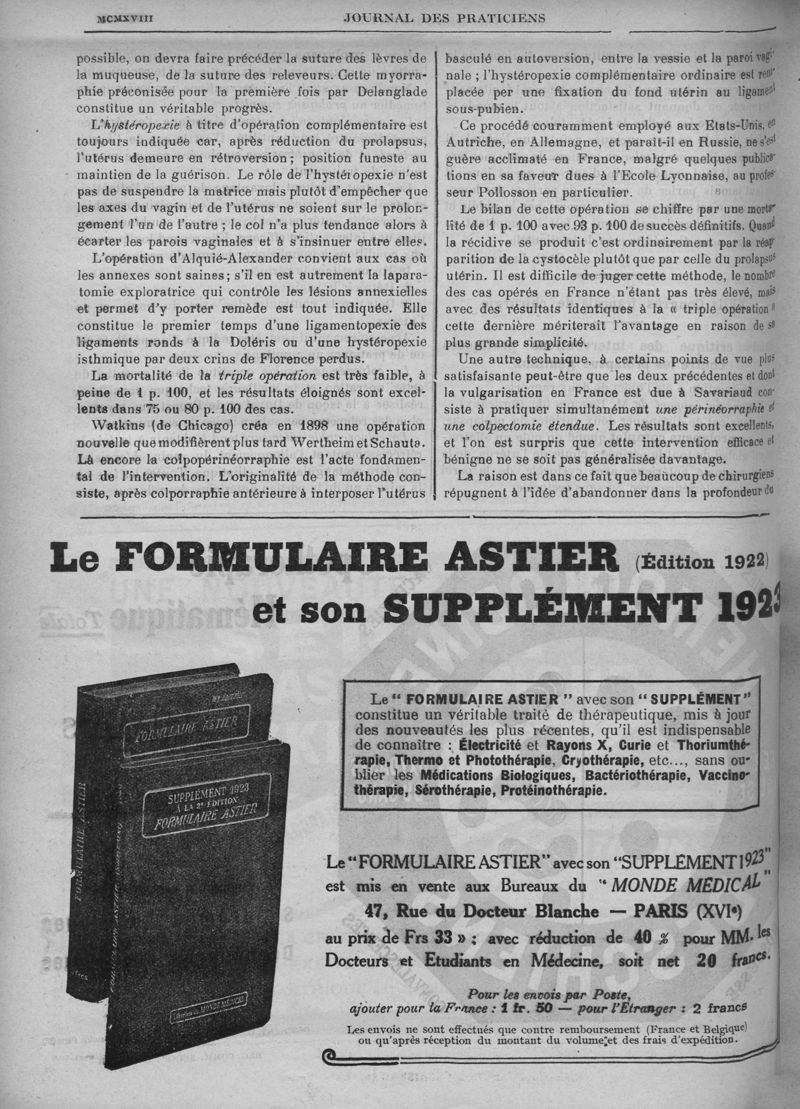 MCMXVIII
JOURNAL DES PRATICIENS
possible, on devra faire précéder la suture des lèvres de
la muqueuse, de la suture des releveurs. Cette myorra-
phie préconisée pour la première fois par Delanglade
constitue un véritable progrès.
L'hystéropexie à titre d'opération complémentaire est
toujours indiquée car, après réduction du prolapsus,
l'utérus demeure en rétroversion ; position funeste au
maintien de la guérison. Le rôle de l'hystéropexie n'est
pas de suspendre la matrice mais plutôt d'empêcher que
les axes du vagin et de l'utérus ne soient sur le prolon-
gement l'un de l'autre ; le col n'a plus tendance alors à
écarter les parois vaginales et à s'insinuer entre elles.
L'opération d'Alquié-Alexander convient aux cas où
les annexes sont saines ; s'il en est autrement la lapara-
tomie exploratrice qui contrôle les lésions annexielles
et permet d'y porter remède est tout indiquée. Elle
constitue le premier temps d'une ligamentopexie des
ligaments ronds à la Doléris ou d'une hystéropexie
isthmique par deux crins de Florence perdus.
La mortalité de la triple opération est très faible, à
peine de 1 p. 100, et les résultats éloignés sont excel-
lents dans 75 ou 80 p. 100 des cas.
Watkins (de Chicago) créa en 1898 une opération
nouvelle que modifièrent plus tard Wertheim et Schauta.
Là encore la colpopérinéorraphie est l'acte fondamen-
tal de l'intervention. L'originalité de la méthode con-
siste, après colporraphie antérieure à interposer l'utérus
basculé en autoversion, entre la vessie et la paroi vagi-
nale ; l'hystéropexie complémentaire ordinaire est rem-
placée per une fixation du fond utérin au ligament
sous-pubien.
Ce procédé couramment employé aux Etats-Unis, en
Autriche, en Allemagne, et paraît-il en Russie, ne s'est
guère acclimaté en France, malgré quelques publica-
tions en sa faveur dues à l'Ecole Lyonnaise, au profes-
seur Pollosson en particulier.
Le bilan de cette opération se chiffre par une morta-
lité de 1 p. 100 avec 93 p. 100 de succès définitifs. Quand
la récidive se produit c'est ordinairement par la réap-
parition de la cystocèle plutôt que par celle du prolapsus
utérin. Il est difficile de juger cette méthode, le nombre
des cas opérés en France n'étant pas très élevé, mais
avec des résultats identiques à la « triple opération »
cette dernière mériterait l'avantage en raison de sa
plus grande simplicité.
Une autre technique, à certains points de vue plus
satisfaisante peut-être que les deux précédentes et dont
la vulgarisation en France est due à Savariaud con-
siste à pratiquer simultanément une périnéorraphie et
une colpectomie étendue. Les résultats sont excellents,
et l'on est surpris que cette intervention efficace et
bénigne ne se soit pas généralisée davantage.
La raison est dans ce fait que beaucoup de chirurgiens
répugnent à l'idée d'abandonner dans la profondeur du
Le FORMULAIRE ASTIER (Édition 1922)
et son SUPPLÉMENT 1923
FORMULAIRE ASTIER
SUPPLÉMENT 1923
A LA 2e ÉDITION
FORMULAIRE ASTIER
FORMULAIRE ASTIER
Librairie du MONDE MÉDICAL
Le “ FORMULAIRE ASTIER ” avec son “ SUPPLÉMENT ”
constitue un véritable traité de thérapeutique, mis à jour
des nouveautés les plus récentes, qu'il est indispensable
de connaître : Électricité et Rayons X, Curie et Thoriumthé-
rapie, Thermo et Photothérapie, Cryothérapie, etc..., sans ou-
blier les Médications Biologiques, Bactériothérapie, Vaccino-
thérapie, Sérothérapie, Protéinothérapie.
Le “FORMULAIRE ASTIER” avec son “SUPPLÉMENT 1923”
est mis en vente aux Bureaux du “ MONDE MÉDICAL ”
47, Rue du Docteur Blanche — PARIS (XVIe)
au prix de Frs 33 » ; avec réduction de 40 % pour MM. les
Docteurs et Etudiants en Médecine, soit net 20 francs.
Pour les envois par Poste,
ajouter pour la France : 1 fr. 50 — pour l'Etranger : 2 francs
Les envois ne sont effectués que contre remboursement (France et Belgique)
ou qu'après réception du montant du volume et des frais d'expédition.